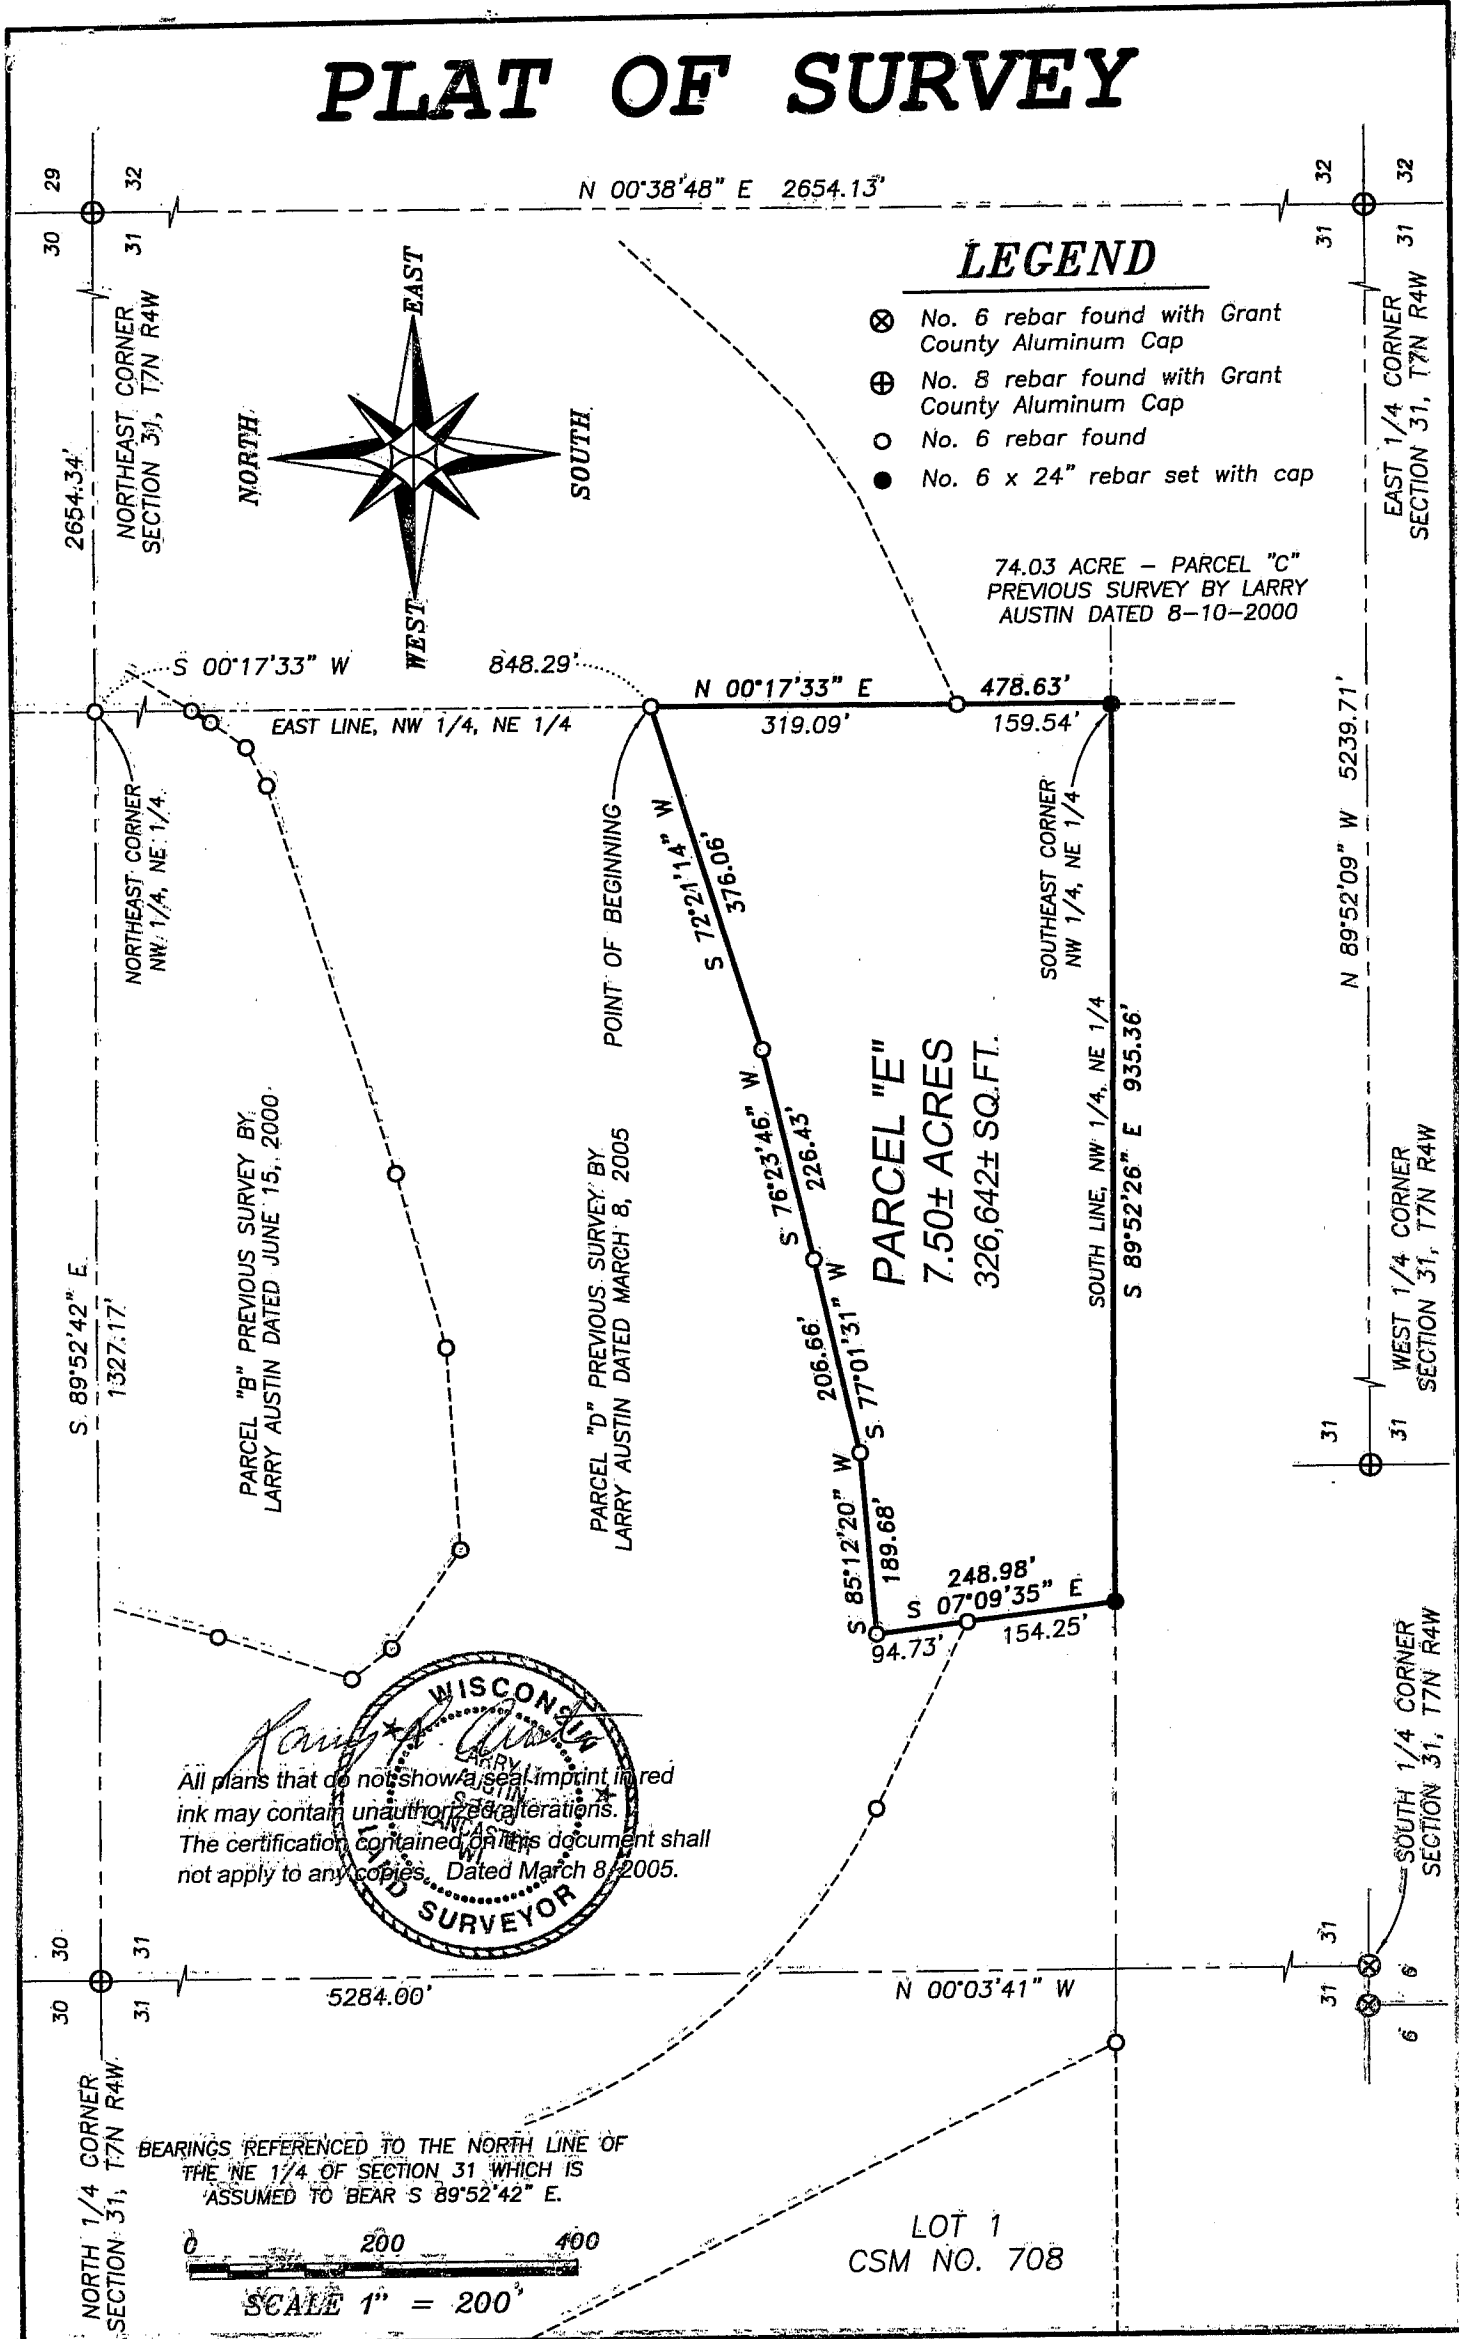 PLAT OF SURVEY
29
32
30
31
N 00°38'48" E 2654.13'
32
32
31
31
LEGEND
No. 6 rebar found with Grant
County Aluminum Cap
No. 8 rebar found with Grant
County Aluminum Cap
No. 6 rebar found
No. 6 x 24" rebar set with cap
EAST
NORTH
SOUTH
WEST
2654.34'
NORTHEAST CORNER
SECTION 31, T7N R4W
EAST 1/4 CORNER
SECTION 31, T7N R4W
74.03 ACRE - PARCEL "C"
PREVIOUS SURVEY BY LARRY
AUSTIN DATED 8-10-2000
S 00°17'33" W 848.29'
EAST LINE, NW 1/4, NE 1/4
N 00°17'33" E 478.63'
319.09' 159.54'
NORTHEAST CORNER
NW 1/4, NE 1/4
POINT OF BEGINNING
S 72°21'14" W
376.06'
SOUTHEAST CORNER
NW 1/4, NE 1/4
N 89°52'09" W 5239.71'
S 76°23'46" W
226.43'
PARCEL "E"
7.50± ACRES
326,642± SQ.FT.
SOUTH LINE, NW 1/4, NE 1/4
S 89°52'26" E 935.36'
PARCEL "B" PREVIOUS SURVEY BY
LARRY AUSTIN DATED JUNE 15, 2000
PARCEL "D" PREVIOUS SURVEY BY
LARRY AUSTIN DATED MARCH 8, 2005
S 89°52'42" E
1327.17'
206.66'
S 77°01'31" W
S 85°12'20" W
189.68'
248.98'
S 07°09'35" E
94.73' 154.25'
WEST 1/4 CORNER
SECTION 31, T7N R4W
31
31
WISCONSIN
LARRY
AUSTIN
LANCASTER
WI
LAND SURVEYOR
All plans that do not show a seal imprint in red
ink may contain unauthorized alterations.
The certification contained on this document shall
not apply to any copies. Dated March 8, 2005.
SOUTH 1/4 CORNER
SECTION 31, T7N R4W
30
31
30
31
5284.00' N 00°03'41" W
31
6
31
6
NORTH 1/4 CORNER
SECTION 31, T7N R4W
BEARINGS REFERENCED TO THE NORTH LINE OF
THE NE 1/4 OF SECTION 31 WHICH IS
ASSUMED TO BEAR S 89°52'42" E.
0 200 400
SCALE 1" = 200'
LOT 1
CSM NO. 708